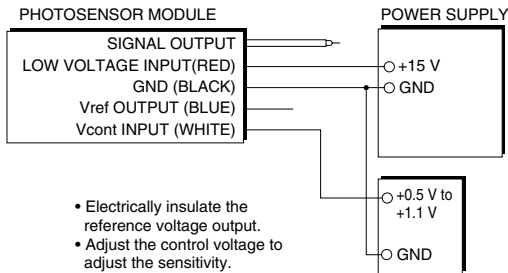 PHOTOSENSOR MODULE
POWER SUPPLY
SIGNAL OUTPUT
LOW VOLTAGE INPUT(RED)
GND (BLACK)
Vref OUTPUT (BLUE)
Vcont INPUT (WHITE)
+15 V
GND
+0.5 V to
+1.1 V
GND
• Electrically insulate the
reference voltage output.
• Adjust the control voltage to
adjust the sensitivity.